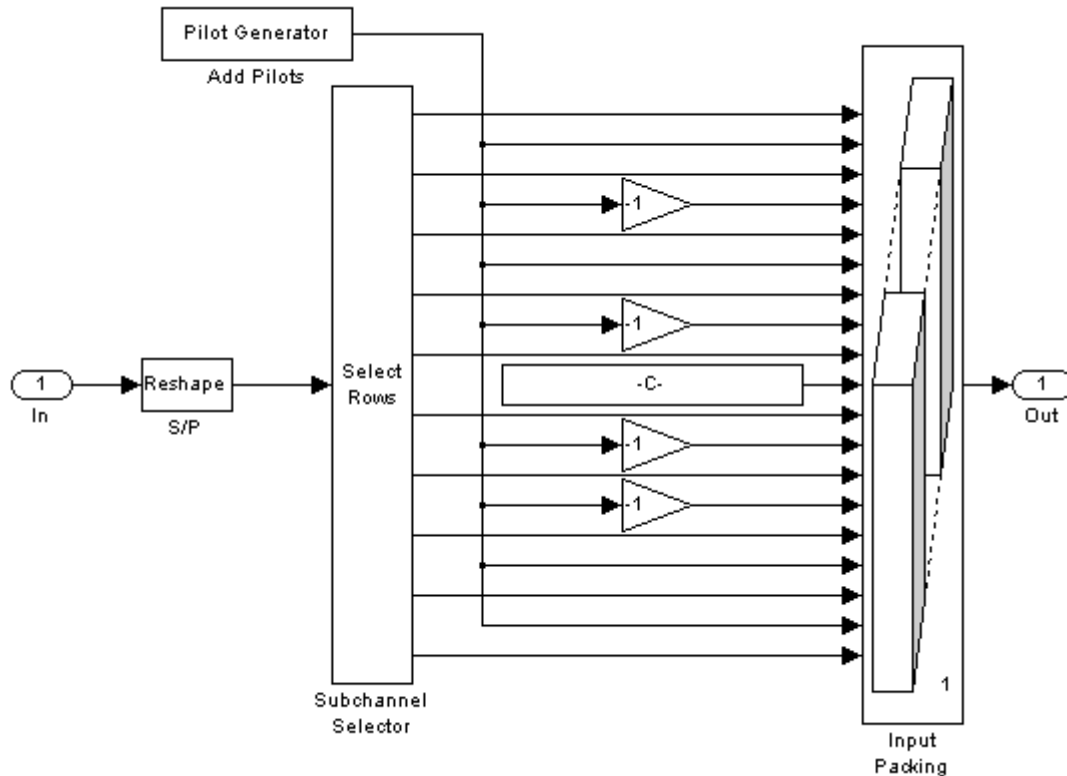 Pilot Generator
Add Pilots
-1
-1
1
In
Reshape
S/P
Select
Rows
-C-
1
Out
-1
-1
Subchannel
Selector
1
Input
Packing